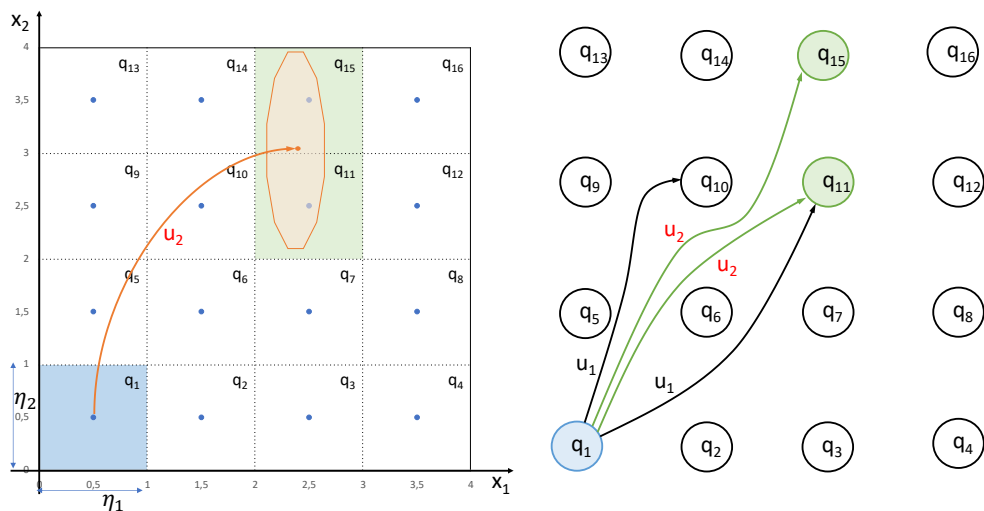 x₂
4
q₁₃ q₁₄ q₁₅ q₁₆
3,5
3
q₉ q₁₀ q₁₁ q₁₂
2,5
u₂
2
q₅ q₆ q₇ q₈
1,5
1
q₁ q₂ q₃ q₄
η₂
0,5
0
0 0,5 1 1,5 2 2,5 3 3,5 4
x₁
η₁
q₁₃ q₁₄ q₁₅ q₁₆
q₉ q₁₀ q₁₁ q₁₂
u₂
u₂
q₅ q₆ q₇ q₈
u₁
u₁
q₁ q₂ q₃ q₄